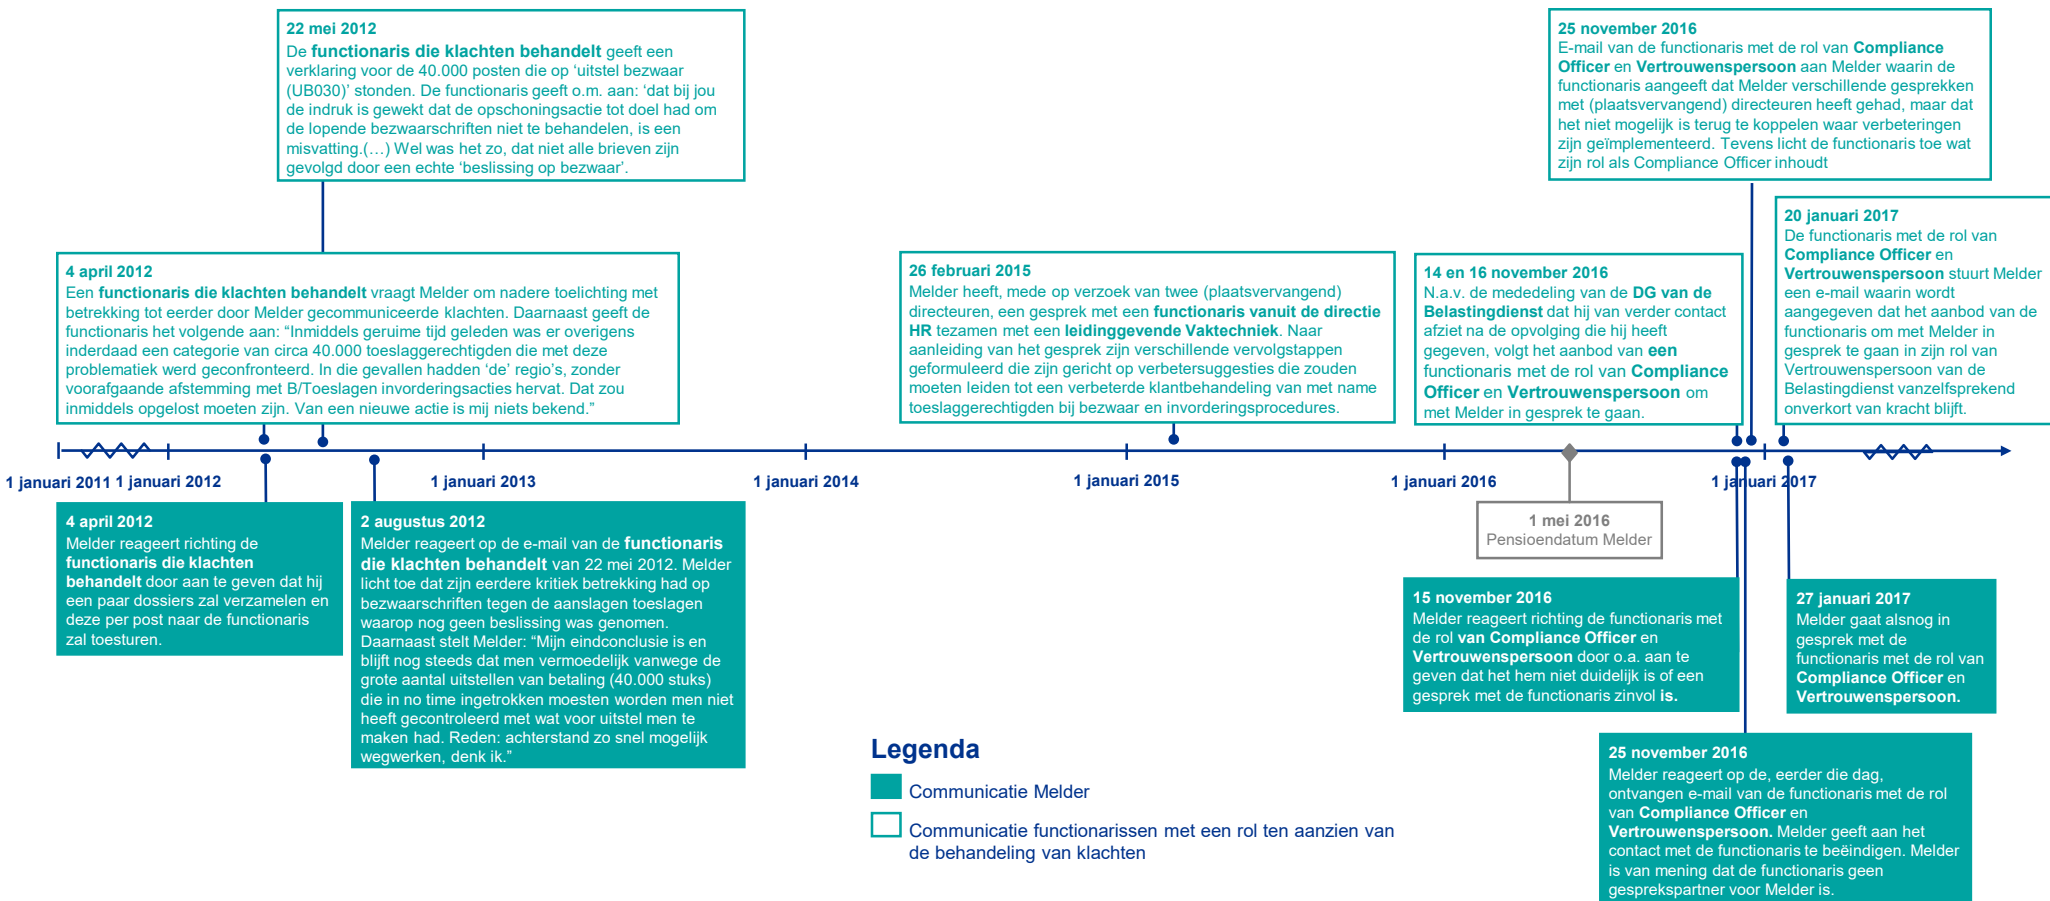 22 mei 2012
De functionaris die klachten behandelt geeft een
verklaring voor de 40.000 posten die op ‘uitstel bezwaar
(UB030)’ stonden. De functionaris geeft o.m. aan: ‘dat bij jou
de indruk is gewekt dat de opschoningsactie tot doel had om
de lopende bezwaarschriften niet te behandelen, is een
misvatting.(…) Wel was het zo, dat niet alle brieven zijn
gevolgd door een echte ‘beslissing op bezwaar’.
25 november 2016
E-mail van de functionaris met de rol van Compliance
Officer en Vertrouwenspersoon aan Melder waarin de
functionaris aangeeft dat Melder verschillende gesprekken
met (plaatsvervangend) directeuren heeft gehad, maar dat
het niet mogelijk is terug te koppelen waar verbeteringen
zijn geïmplementeerd. Tevens licht de functionaris toe wat
zijn rol als Compliance Officer inhoudt
4 april 2012
Een functionaris die klachten behandelt vraagt Melder om nadere toelichting met
betrekking tot eerder door Melder gecommuniceerde klachten. Daarnaast geeft de
functionaris het volgende aan: “Inmiddels geruime tijd geleden was er overigens
inderdaad een categorie van circa 40.000 toeslaggerechtigden die met deze
problematiek werd geconfronteerd. In die gevallen hadden ‘de’ regio’s, zonder
voorafgaande afstemming met B/Toeslagen invorderingsacties hervat. Dat zou
inmiddels opgelost moeten zijn. Van een nieuwe actie is mij niets bekend.”
26 februari 2015
Melder heeft, mede op verzoek van twee (plaatsvervangend)
directeuren, een gesprek met een functionaris vanuit de directie
HR tezamen met een leidinggevende Vaktechniek. Naar
aanleiding van het gesprek zijn verschillende vervolgstappen
geformuleerd die zijn gericht op verbetersuggesties die zouden
moeten leiden tot een verbeterde klantbehandeling van met name
toeslaggerechtigden bij bezwaar en invorderingsprocedures.
14 en 16 november 2016
N.a.v. de mededeling van de DG van de
Belastingdienst dat hij van verder contact
afziet na de opvolging die hij heeft
gegeven, volgt het aanbod van een
functionaris met de rol van Compliance
Officer en Vertrouwenspersoon om
met Melder in gesprek te gaan.
20 januari 2017
De functionaris met de rol van
Compliance Officer en
Vertrouwenspersoon stuurt Melder
een e-mail waarin wordt
aangegeven dat het aanbod van de
functionaris om met Melder in
gesprek te gaan in zijn rol van
Vertrouwenspersoon van de
Belastingdienst vanzelfsprekend
onverkort van kracht blijft.
1 januari 2011 1 januari 2012 1 januari 2013 1 januari 2014 1 januari 2015 1 januari 2016 1 januari 2017
1 mei 2016
Pensioendatum Melder
4 april 2012
Melder reageert richting de
functionaris die klachten
behandelt door aan te geven dat hij
een paar dossiers zal verzamelen en
deze per post naar de functionaris
zal toesturen.
2 augustus 2012
Melder reageert op de e-mail van de functionaris
die klachten behandelt van 22 mei 2012. Melder
licht toe dat zijn eerdere kritiek betrekking had op
bezwaarschriften tegen de aanslagen toeslagen
waarop nog geen beslissing was genomen.
Daarnaast stelt Melder: “Mijn eindconclusie is en
blijft nog steeds dat men vermoedelijk vanwege de
grote aantal uitstellen van betaling (40.000 stuks)
die in no time ingetrokken moesten worden men niet
heeft gecontroleerd met wat voor uitstel men te
maken had. Reden: achterstand zo snel mogelijk
wegwerken, denk ik.”
15 november 2016
Melder reageert richting de functionaris met
de rol van Compliance Officer en
Vertrouwenspersoon door o.a. aan te
geven dat het hem niet duidelijk is of een
gesprek met de functionaris zinvol is.
27 januari 2017
Melder gaat alsnog in
gesprek met de
functionaris met de rol van
Compliance Officer en
Vertrouwenspersoon.
25 november 2016
Melder reageert op de, eerder die dag,
ontvangen e-mail van de functionaris met de rol
van Compliance Officer en
Vertrouwenspersoon. Melder geeft aan het
contact met de functionaris te beëindigen. Melder
is van mening dat de functionaris geen
gesprekspartner voor Melder is.
Legenda
Communicatie Melder
Communicatie functionarissen met een rol ten aanzien van
de behandeling van klachten